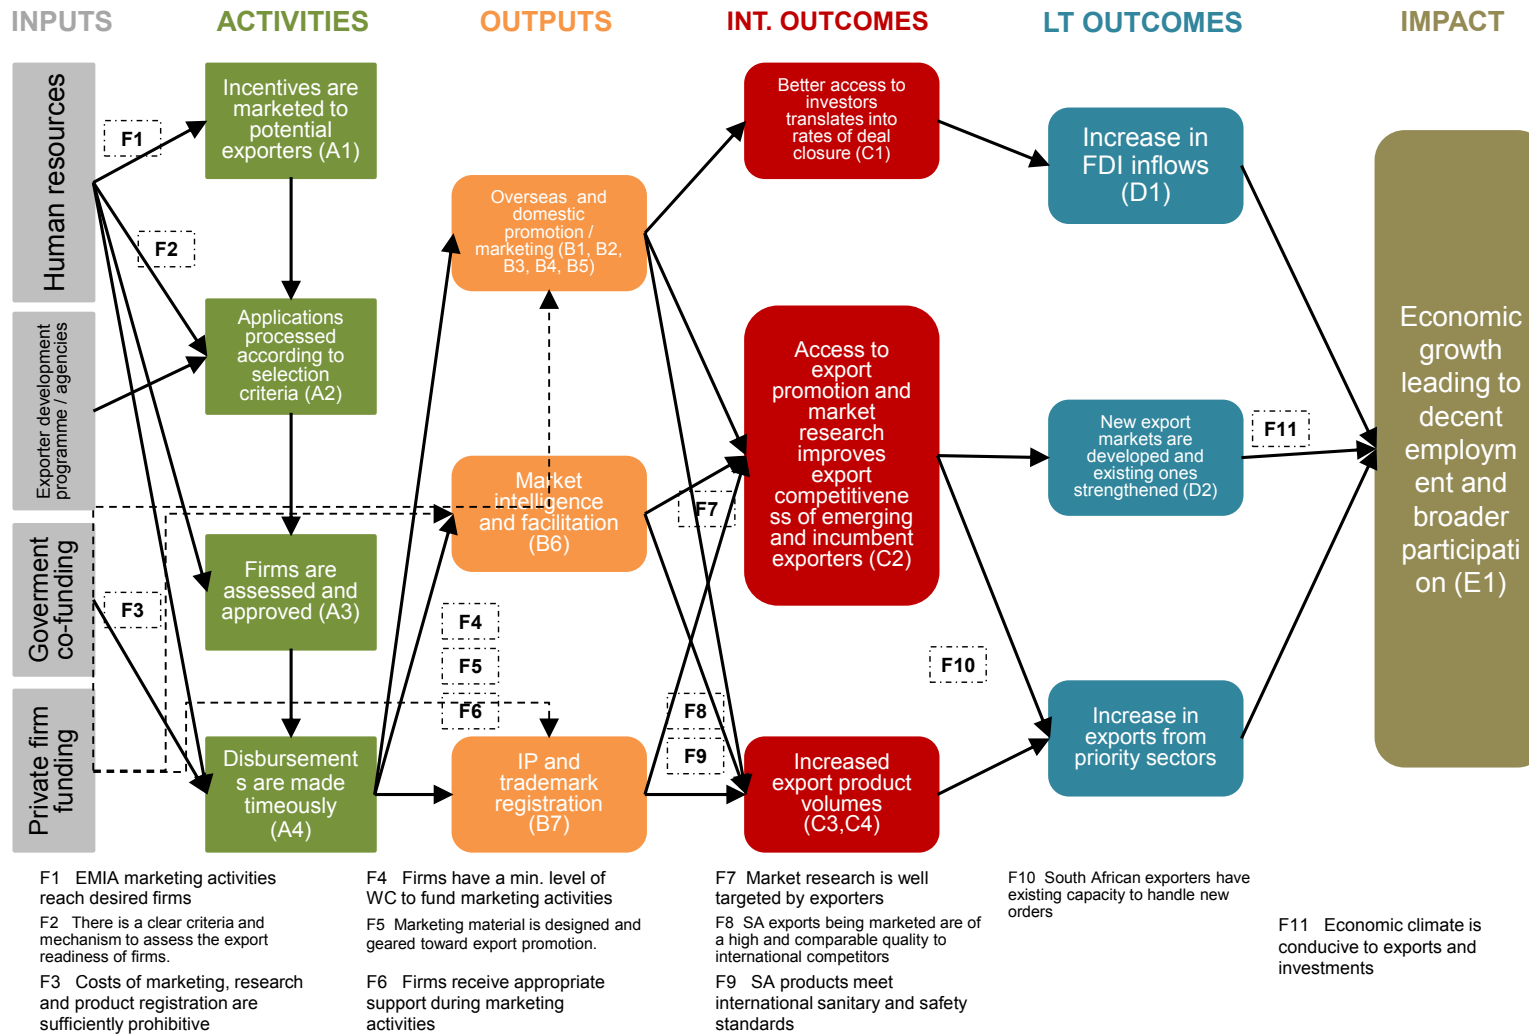 INPUTS
ACTIVITIES
OUTPUTS
INT. OUTCOMES
LT OUTCOMES
IMPACT
Human resources
Exporter development
programme / agencies
Government
co-funding
Private firm
funding
F1
F2
F3
Incentives are
marketed to
potential
exporters (A1)
Applications
processed
according to
selection
criteria (A2)
Firms are
assessed and
approved (A3)
Disbursement
s are made
timeously
(A4)
Overseas and
domestic
promotion /
marketing (B1, B2,
B3, B4, B5)
Market
intelligence
and facilitation
(B6)
F4
F5
F6
IP and
trademark
registration
(B7)
Better access to
investors
translates into
rates of deal
closure (C1)
Access to
export
promotion and
market
research
improves
export
competitivene
ss of emerging
and incumbent
exporters (C2)
F7
F8
F9
Increased
export product
volumes
(C3,C4)
Increase in
FDI inflows
(D1)
New export
markets are
developed and
existing ones
strengthened (D2)
F10
Increase in
exports from
priority sectors
F11
Economic
growth
leading to
decent
employm
ent and
broader
participati
on (E1)
F1 EMIA marketing activities
reach desired firms
F2 There is a clear criteria and
mechanism to assess the export
readiness of firms.
F3 Costs of marketing, research
and product registration are
sufficiently prohibitive
F4 Firms have a min. level of
WC to fund marketing activities
F5 Marketing material is designed and
geared toward export promotion.
F6 Firms receive appropriate
support during marketing
activities
F7 Market research is well
targeted by exporters
F8 SA exports being marketed are of
a high and comparable quality to
international competitors
F9 SA products meet
international sanitary and safety
standards
F10 South African exporters have
existing capacity to handle new
orders
F11 Economic climate is
conducive to exports and
investments